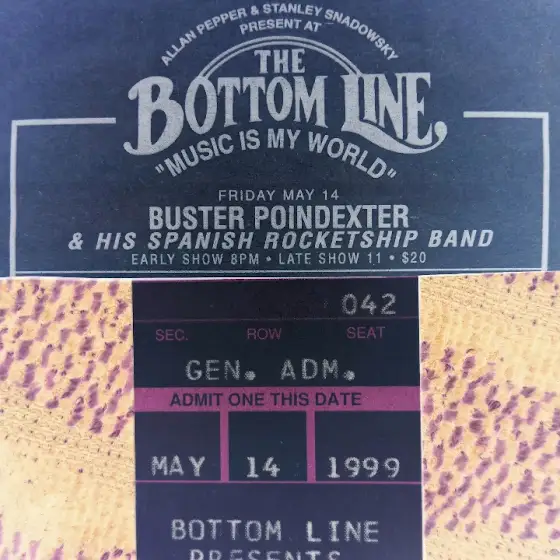 ALLAN PEPPER & STANLEY SNADOWSKY
PRESENT AT
THE
BOTTOM LINE,
"MUSIC IS MY WORLD"
FRIDAY MAY 14
BUSTER POINDEXTER
& HIS SPANISH ROCKETSHIP BAND
EARLY SHOW 8PM • LATE SHOW 11 • $20
042
SEC. ROW SEAT
GEN. ADM.
ADMIT ONE THIS DATE
MAY 14 1999
BOTTOM LINE
PRESENTS